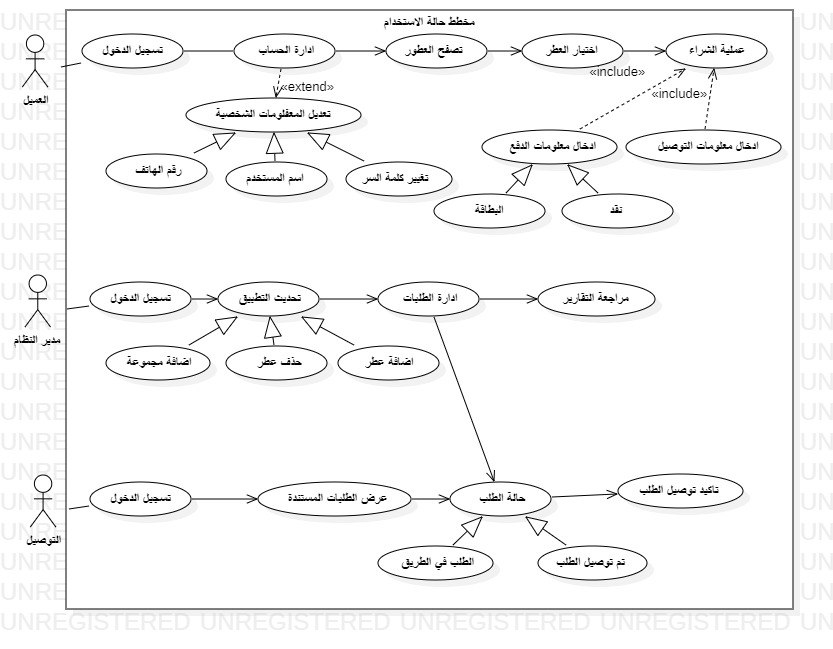 مخطط حالة الاستخدام
تسجيل الدخول
ادارة الحساب
تصفح العطور
اختيار العطر
عملية الشراء
العميل
«include»
«extend»
«include»
تعديل المعفلومات الشخصية
ادخال معلومات الدفع
ادخال معلومات التوصيل
رقم الهاتف
اسم المستخدم
تغيير كلمة السر
البطاقة
نقد
تسجيل الدخول
تحديث التطبيق
ادارة الطلبات
مراجعة التقارير
مدير النظام
اضافة مجموعة
حذف عطر
اضافة عطر
تسجيل الدخول
عرض الطلبات المستندة
حالة الطلب
تاكيد توصيل الطلب
التوصيل
الطلب في الطريق
تم توصيل الطلب
UNREGISTERED UNREGISTERED UNREGISTERED UNREGISTERED UN